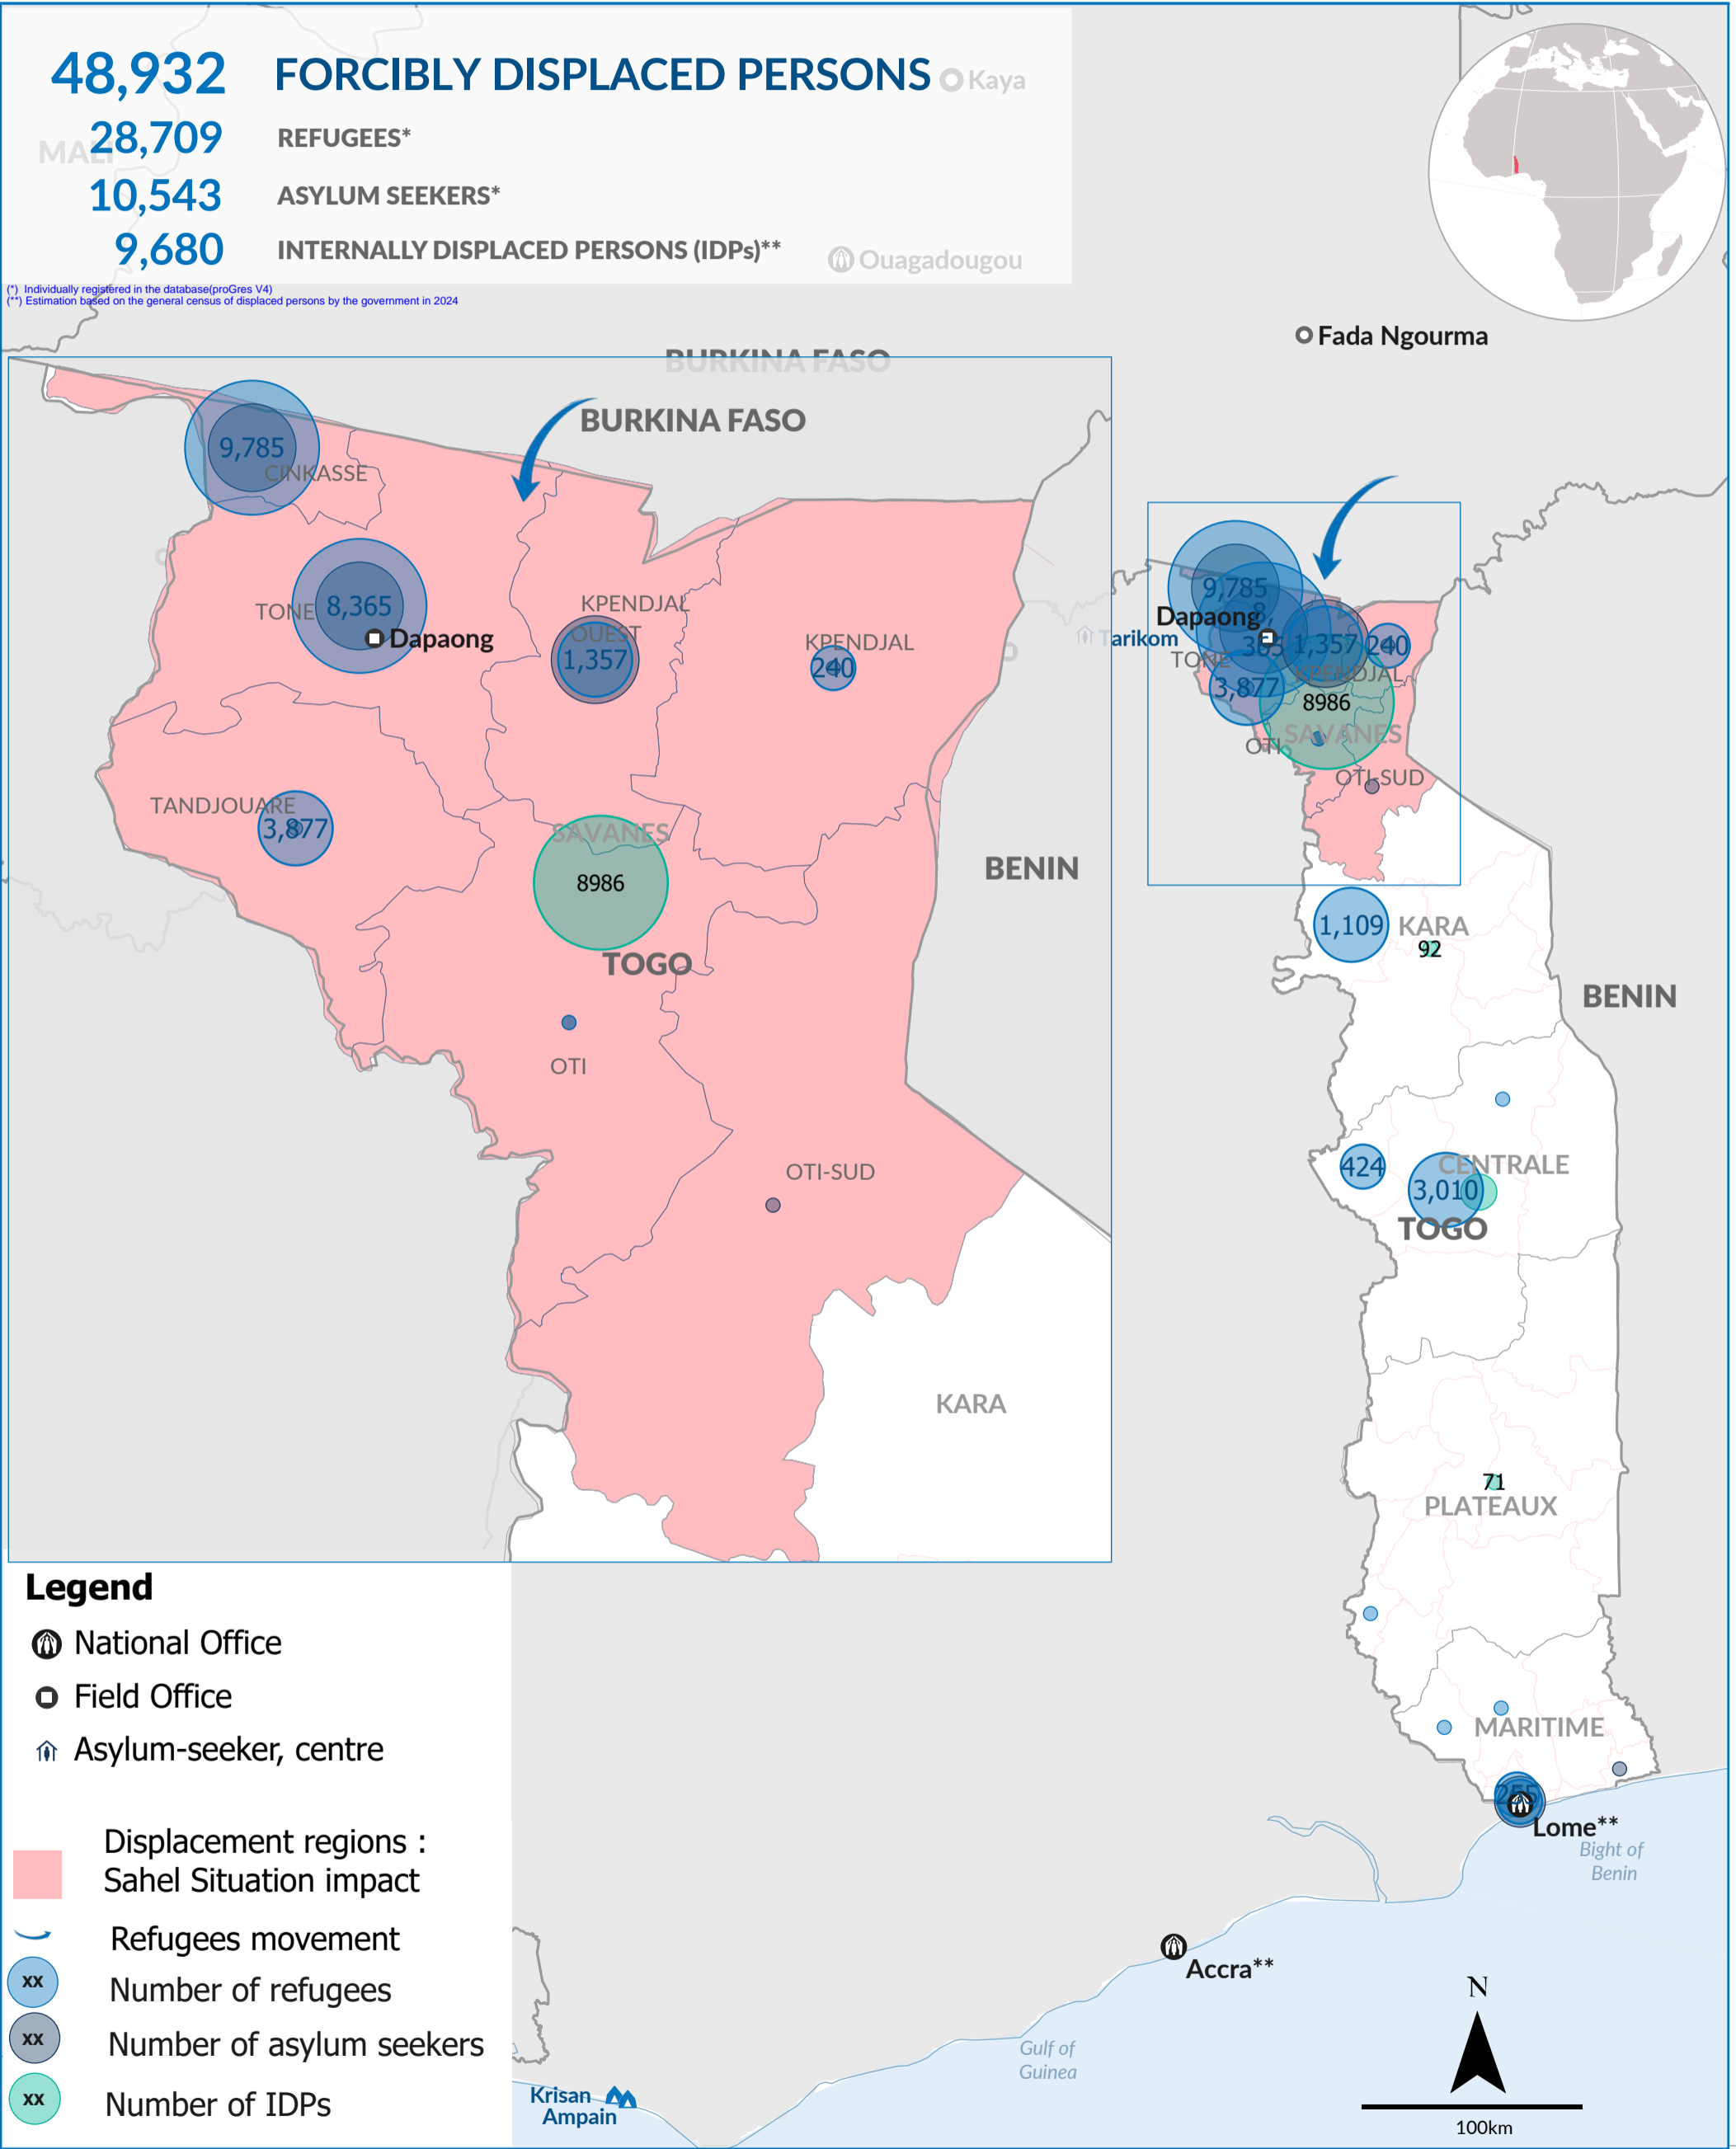 48,932 FORCIBLY DISPLACED PERSONS
Kaya
28,709 REFUGEES*
MALI
10,543 ASYLUM SEEKERS*
9,680 INTERNALLY DISPLACED PERSONS (IDPs)**
Ouagadougou
(*) Individually registered in the database(proGres V4)
(**) Estimation based on the general census of displaced persons by the government in 2024
Fada Ngourma
BURKINA FASO
BURKINA FASO
9,785
CINKASSE
TONE
8,365
Dapaong
KPENDJAL
OUEST
1,357
KPENDJAL
240
TANDJOUARE
3,877
SAVANES
8986
BENIN
TOGO
OTI
OTI-SUD
KARA
9,785
Dapaong
8,
365
1,357
240
Tarikom
TONE
KPENDJAL
3,877
8986
SAVANES
OTI
OTI-SUD
1,109
KARA
92
BENIN
424
CENTRALE
3,010
TOGO
71
PLATEAUX
MARITIME
Lome**
Bight of
Benin
Accra**
Gulf of
Guinea
Krisan
Ampain
N
100km
Legend
National Office
Field Office
Asylum-seeker, centre
Displacement regions :
Sahel Situation impact
Refugees movement
xx Number of refugees
xx Number of asylum seekers
xx Number of IDPs